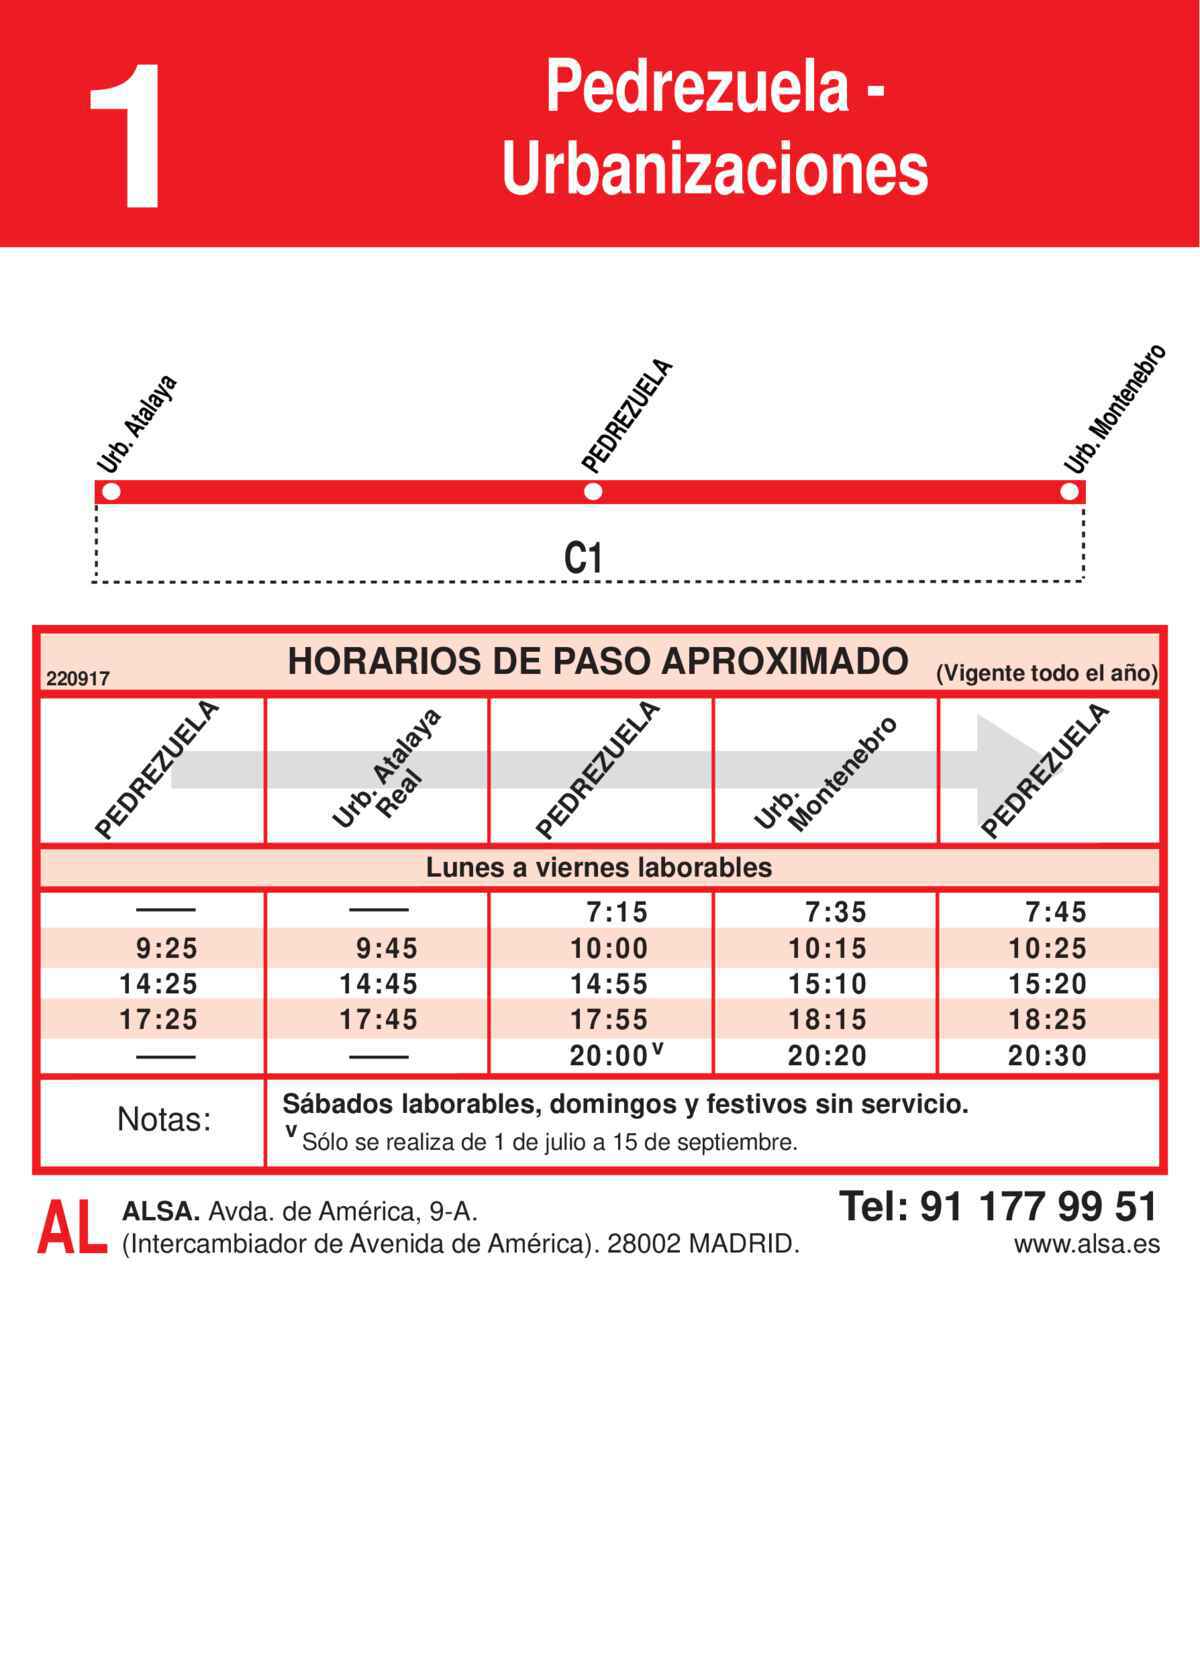 1
Pedrezuela -
Urbanizaciones
Urb. Atalaya
PEDREZUELA
Urb. Montenebro
C1
220917
HORARIOS DE PASO APROXIMADO
(Vigente todo el año)
PEDREZUELA
Urb. Atalaya
Real
PEDREZUELA
Urb.
Montenebro
PEDREZUELA
Lunes a viernes laborables
—— —— 7:15 7:35 7:45
9:25 9:45 10:00 10:15 10:25
14:25 14:45 14:55 15:10 15:20
17:25 17:45 17:55 18:15 18:25
—— —— 20:00 v 20:20 20:30
Notas:
Sábados laborables, domingos y festivos sin servicio.
v Sólo se realiza de 1 de julio a 15 de septiembre.
AL
ALSA. Avda. de América, 9-A.
(Intercambiador de Avenida de América). 28002 MADRID.
Tel: 91 177 99 51
www.alsa.es